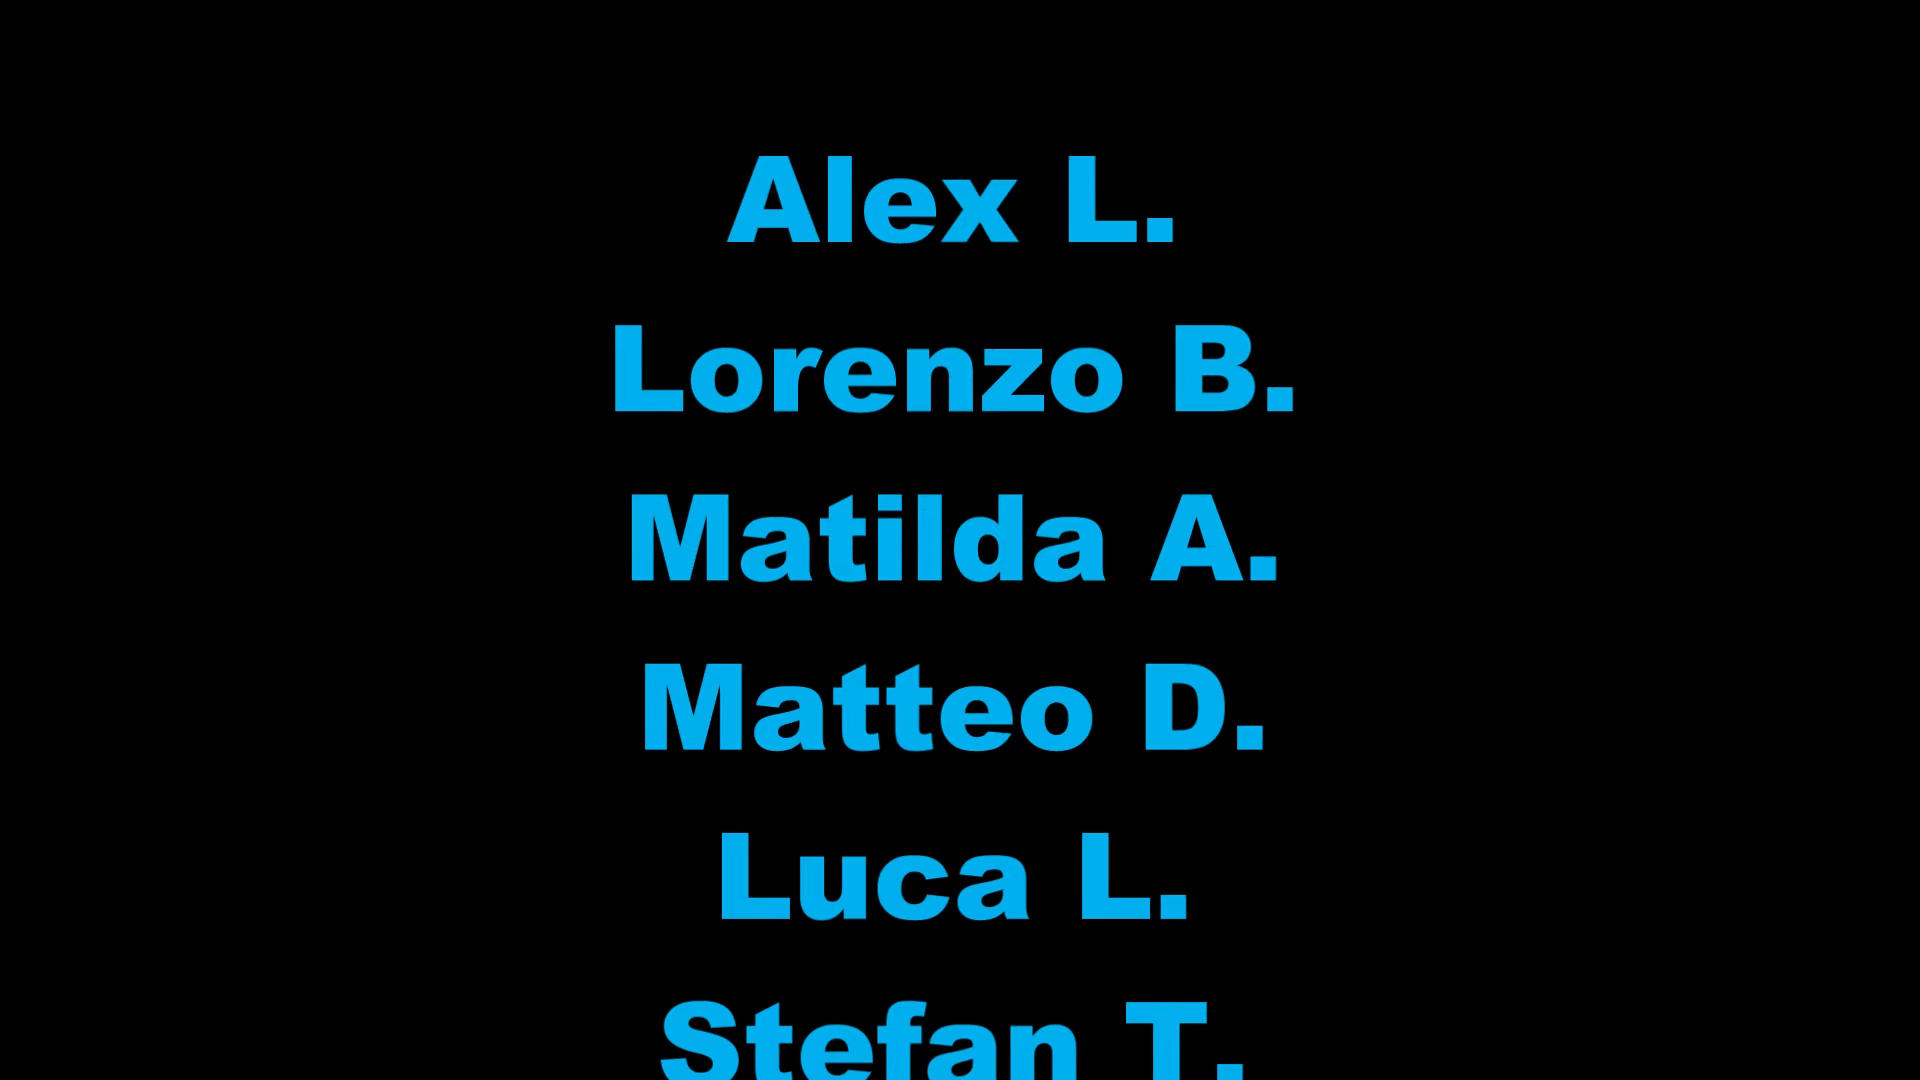 Alex L.
Lorenzo B.
Matilda A.
Matteo D.
Luca L.
Stefan T.